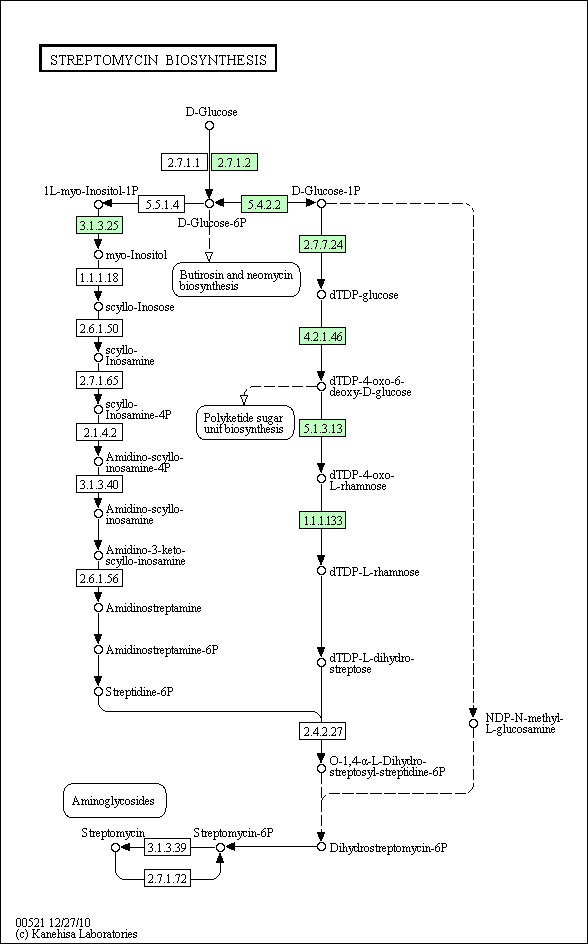 STREPTOMYCIN BIOSYNTHESIS
D-Glucose
2.7.1.1
2.7.1.2
1L-myo-Inositol-1P
5.5.1.4
5.4.2.2
D-Glucose-1P
D-Glucose-6P
3.1.3.25
2.7.7.24
myo-Inositol
Butirosin and neomycin
biosynthesis
1.1.1.18
dTDP-glucose
scyllo-Inosose
2.6.1.50
4.2.1.46
scyllo-
Inosamine
2.7.1.65
dTDP-4-oxo-6-
deoxy-D-glucose
scyllo-
Inosamine-4P
Polyketide sugar
unit biosynthesis
2.1.4.2
5.1.3.13
Amidino-scyllo-
inosamine-4P
3.1.3.40
dTDP-4-oxo-
L-rhamnose
Amidino-scyllo-
inosamine
1.1.1.133
Amidino-3-keto-
scyllo-inosamine
2.6.1.56
dTDP-L-rhamnose
Amidinostreptamine
Amidinostreptamine-6P
dTDP-L-dihydro-
streptose
Streptidine-6P
2.4.2.27
NDP-N-methyl-
L-glucosamine
O-1,4-α-L-Dihydro-
streptosyl-streptidine-6P
Aminoglycosides
Streptomycin
Streptomycin-6P
3.1.3.39
Dihydrostreptomycin-6P
2.7.1.72
00521 12/27/10
(c) Kanehisa Laboratories